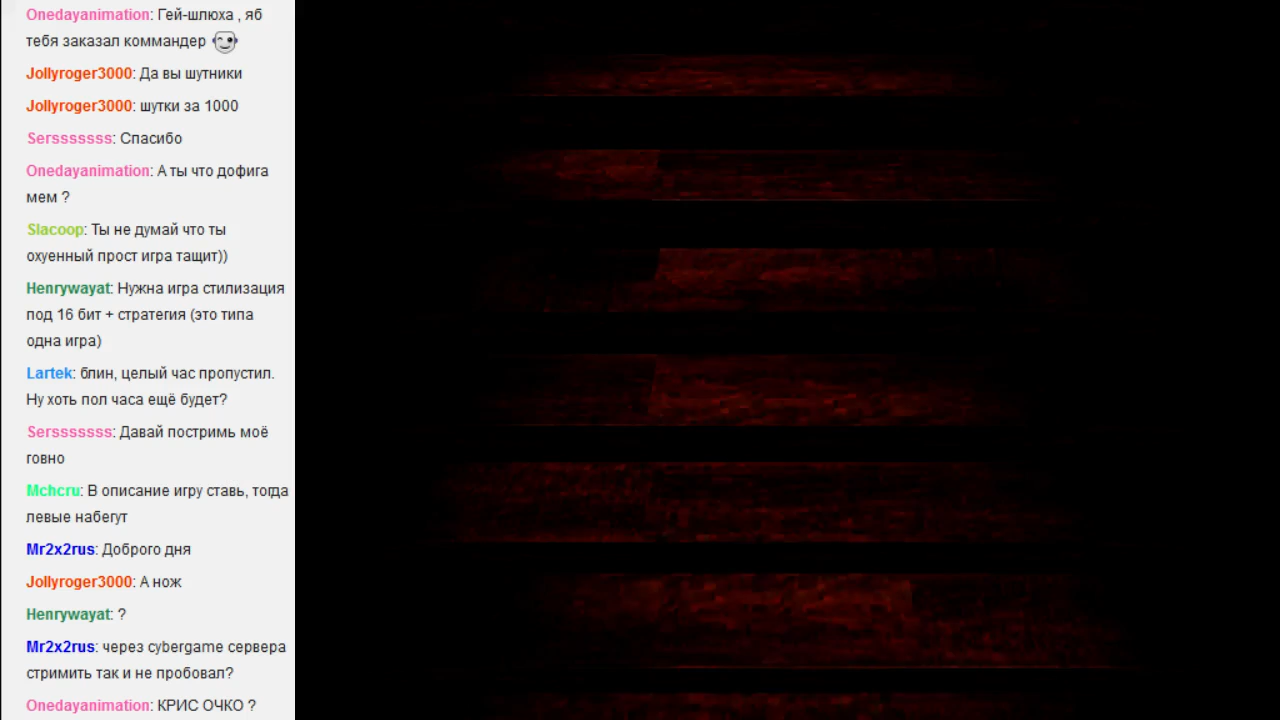 Onedayanimation: Гей-шлюха , яб
тебя заказал коммандер
Jollyroger3000: Да вы шутники
Jollyroger3000: шутки за 1000
Sersssssss: Спасибо
Onedayanimation: А ты что дофига
мем ?
Slacoop: Ты не думай что ты
охуенный прост игра тащит))
Henrywayat: Нужна игра стилизация
под 16 бит + стратегия (это типа
одна игра)
Lartek: блин, целый час пропустил.
Ну хоть пол часа ещё будет?
Sersssssss: Давай постримь моё
говно
Mchcru: В описание игру ставь, тогда
левые набегут
Mr2x2rus: Доброго дня
Jollyroger3000: А нож
Henrywayat: ?
Mr2x2rus: через cybergame сервера
стримить так и не пробовал?
Onedayanimation: КРИС ОЧКО ?